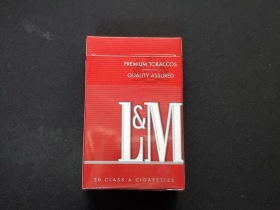 PREMIUM TOBACCOS
QUALITY ASSURED
L&M
20 CLASS A CIGARETTES